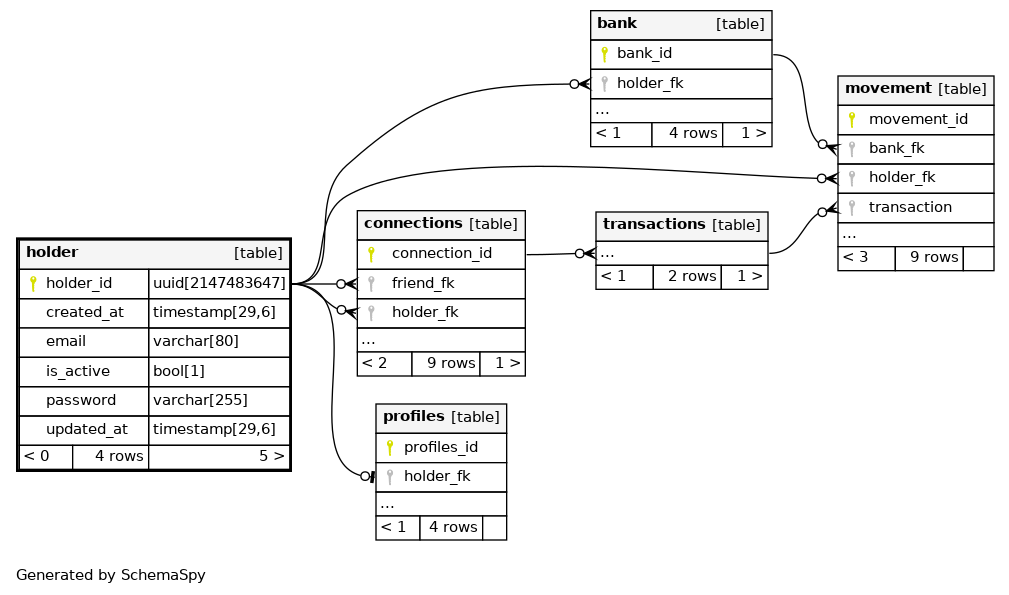 bank [table]
bank_id
holder_fk
...
< 1 4 rows 1 >
movement [table]
movement_id
bank_fk
holder_fk
transaction
...
< 3 9 rows
connections [table]
connection_id
friend_fk
holder_fk
...
< 2 9 rows 1 >
transactions [table]
...
< 1 2 rows 1 >
holder [table]
holder_id uuid[2147483647]
created_at timestamp[29,6]
email varchar[80]
is_active bool[1]
password varchar[255]
updated_at timestamp[29,6]
< 0 4 rows 5 >
profiles [table]
profiles_id
holder_fk
...
< 1 4 rows
Generated by SchemaSpy